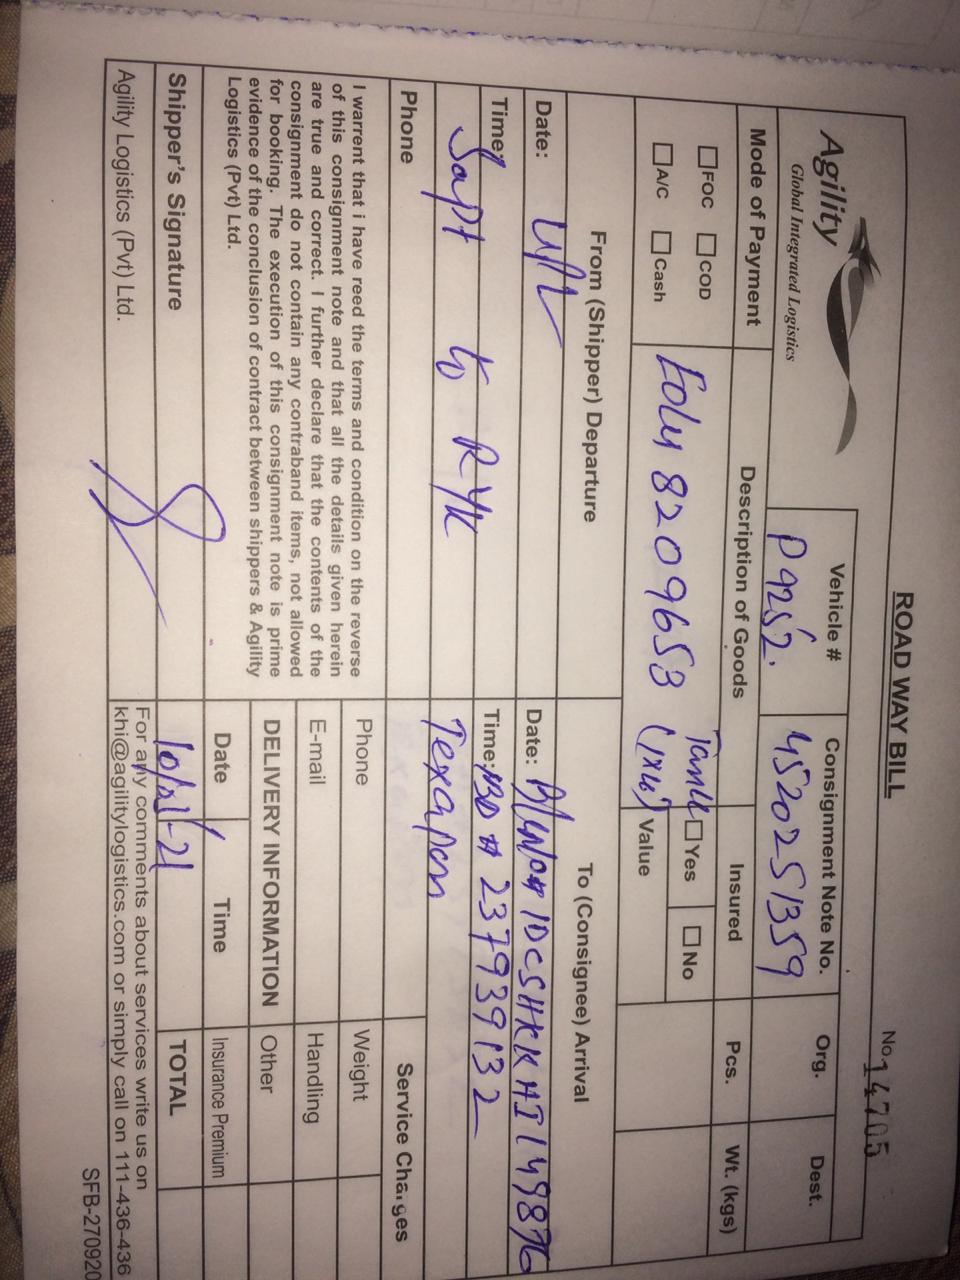 ROAD WAY BILL
No. 14705
Agility
Global Integrated Logistics
Vehicle #
P 9252.
Consignment Note No.
4520251359
Org.
Dest.
Mode of Payment
FOC COD
A/C Cash
Description of Goods
Eolu 8209653
Insured
Yes No
Value
Pcs.
Wt. (kgs)
From (Shipper) Departure
Date: UPL
Time:
Sapt to RYK
Phone
To (Consignee) Arrival
Date: IDCSHKKHI149876
Time: # 237939132
Texapon
Phone
E-mail
Service Charges
Weight
Handling
Other
Insurance Premium
TOTAL
I warrent that i have reed the terms and condition on the reverse
of this consignment note and that all the details given herein
are true and correct. I further declare that the contents of the
consignment do not contain any contraband items, not allowed
for booking. The execution of this consignment note is prime
evidence of the conclusion of contract between shippers & Agility
Logistics (Pvt) Ltd.
DELIVERY INFORMATION
Date Time
Shipper's Signature
Agility Logistics (Pvt) Ltd.
For any comments about services write us on
khi@agilitylogistics.com or simply call on 111-436-436
SFB-270920